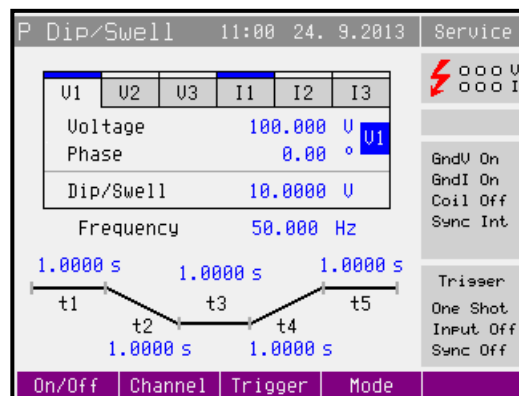 P Dip/Swell 11:00 24. 9.2013 Service
V1 V2 V3 I1 I2 I3
Voltage 100.000 V
V1
Phase 0.00 °
Dip/Swell 10.0000 V
Frequency 50.000 Hz
1.0000 s 1.0000 s 1.0000 s
t1 t3 t5
t2 t4
1.0000 s 1.0000 s
On/Off Channel Trigger Mode
ooo V
ooo I
GndV On
GndI On
Coil Off
Sync Int
Trigger
One Shot
Input Off
Sync Off